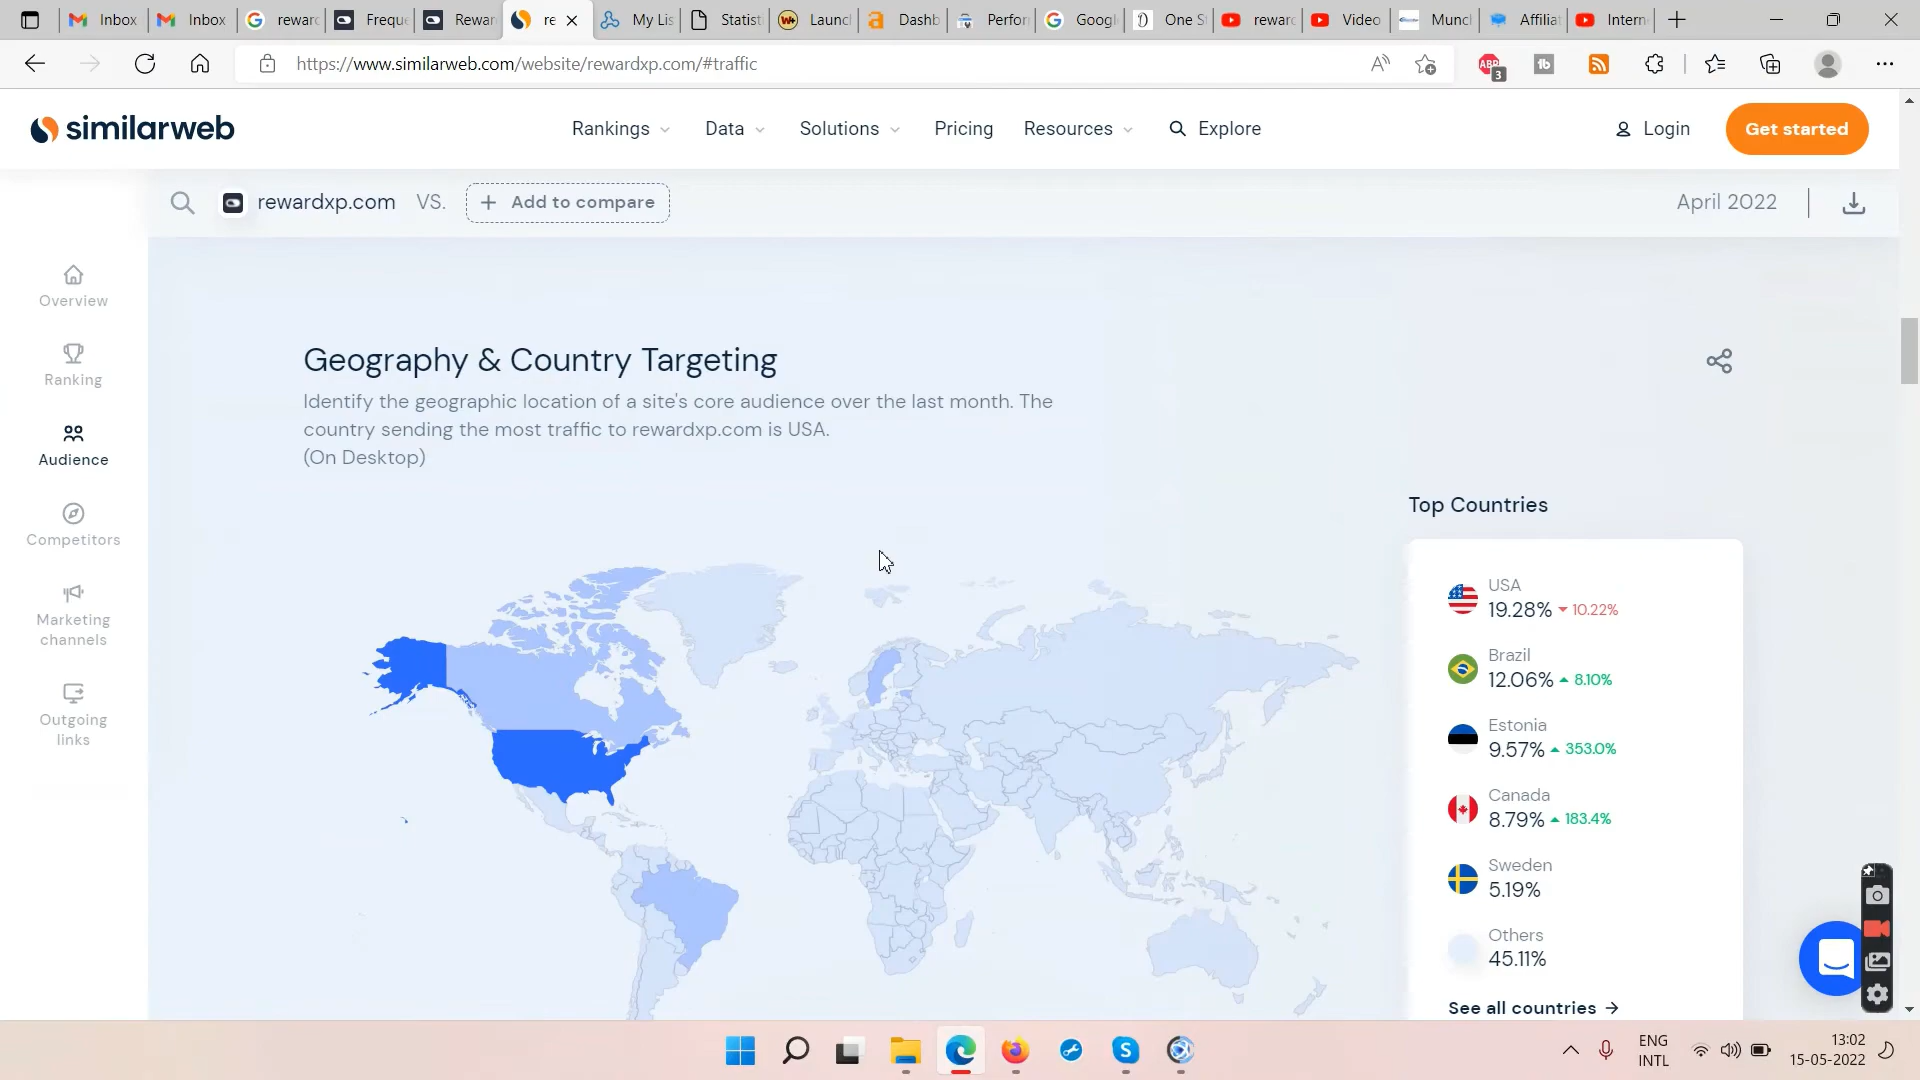 Inbox
Inbox
rewar
Frequ
Rewar
re
My Lis
Statist
Launc
Dashb
Perfor
Googl
One S
rewar
Video
Munc
Affiliat
Intern
https://www.similarweb.com/website/rewardxp.com/#traffic
ABP
3
similarweb
Rankings
Data
Solutions
Pricing
Resources
Explore
Login
Get started
rewardxp.com VS. + Add to compare
April 2022
Overview
Ranking
Audience
Competitors
Marketing
channels
Outgoing
links
Geography & Country Targeting
Identify the geographic location of a site's core audience over the last month. The
country sending the most traffic to rewardxp.com is USA.
(On Desktop)
Top Countries
USA
19.28% 10.22%
Brazil
12.06% 8.10%
Estonia
9.57% 353.0%
Canada
8.79% 183.4%
Sweden
5.19%
Others
45.11%
See all countries →
ENG
INTL
13:02
15-05-2022